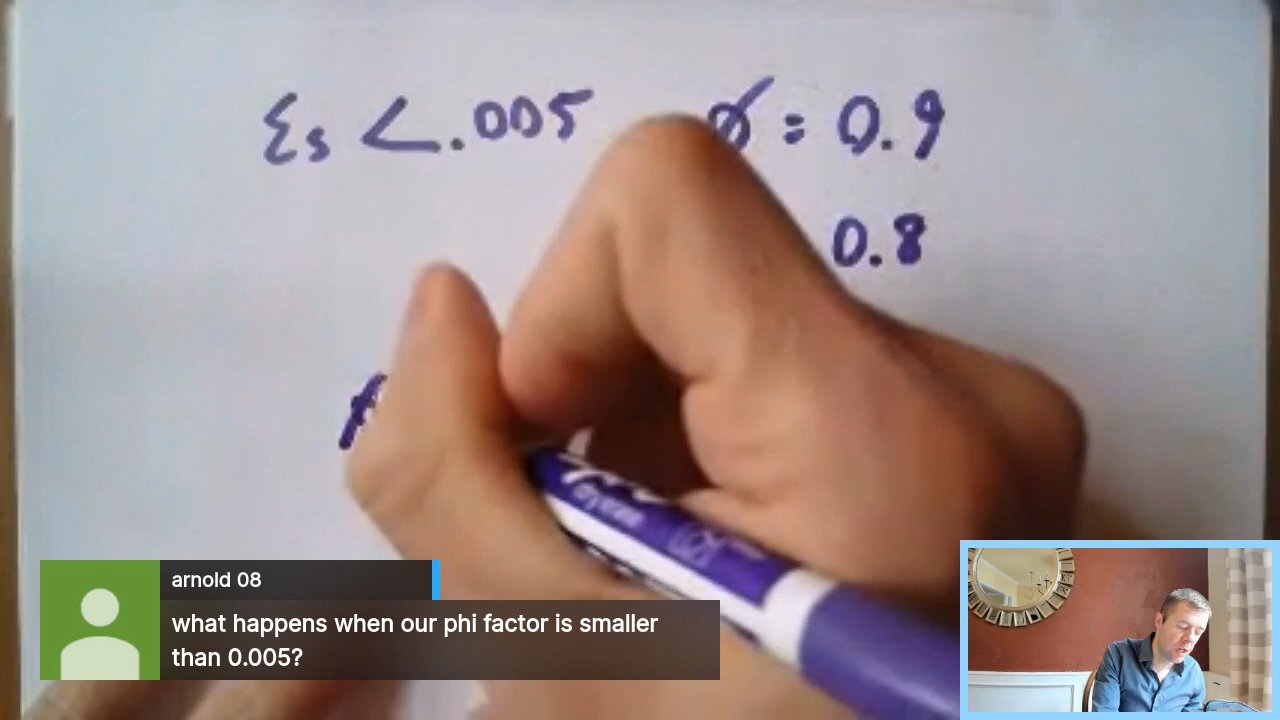 εs <.005 Ø = 0.9
0.8
arnold 08
what happens when our phi factor is smaller
than 0.005?